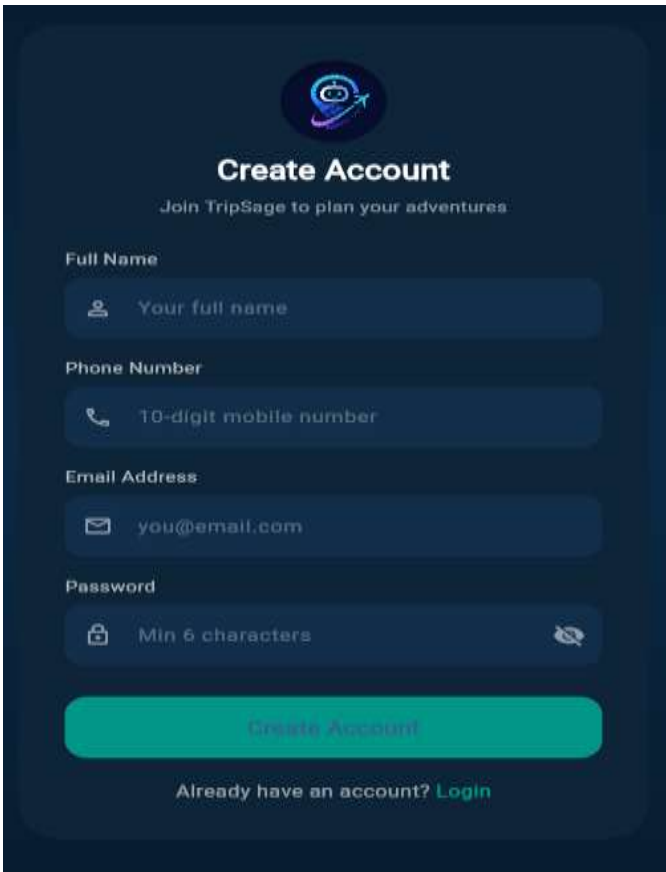 Create Account
Join TripSage to plan your adventures
Full Name
Your full name
Phone Number
10-digit mobile number
Email Address
you@email.com
Password
Min 6 characters
Create Account
Already have an account? Login